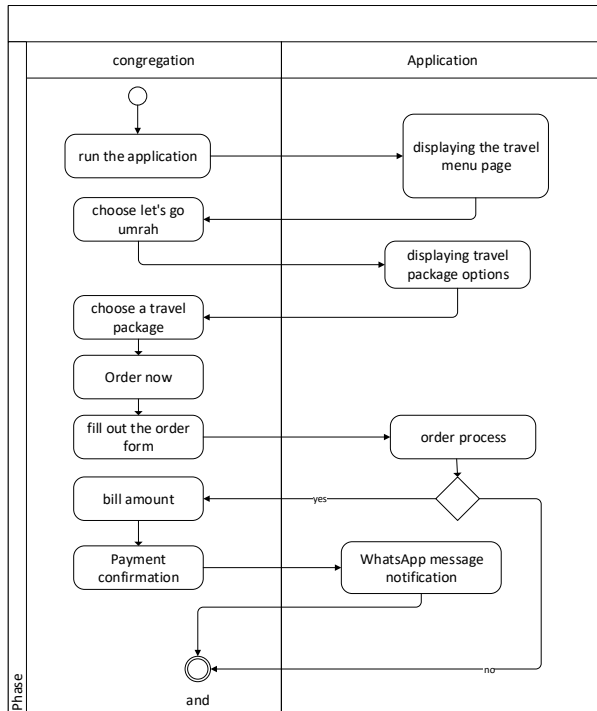 congregation
Application
run the application
displaying the travel
menu page
choose let's go
umrah
displaying travel
package options
choose a travel
package
Order now
fill out the order
form
order process
bill amount
yes
Payment
confirmation
WhatsApp message
notification
no
and
Phase